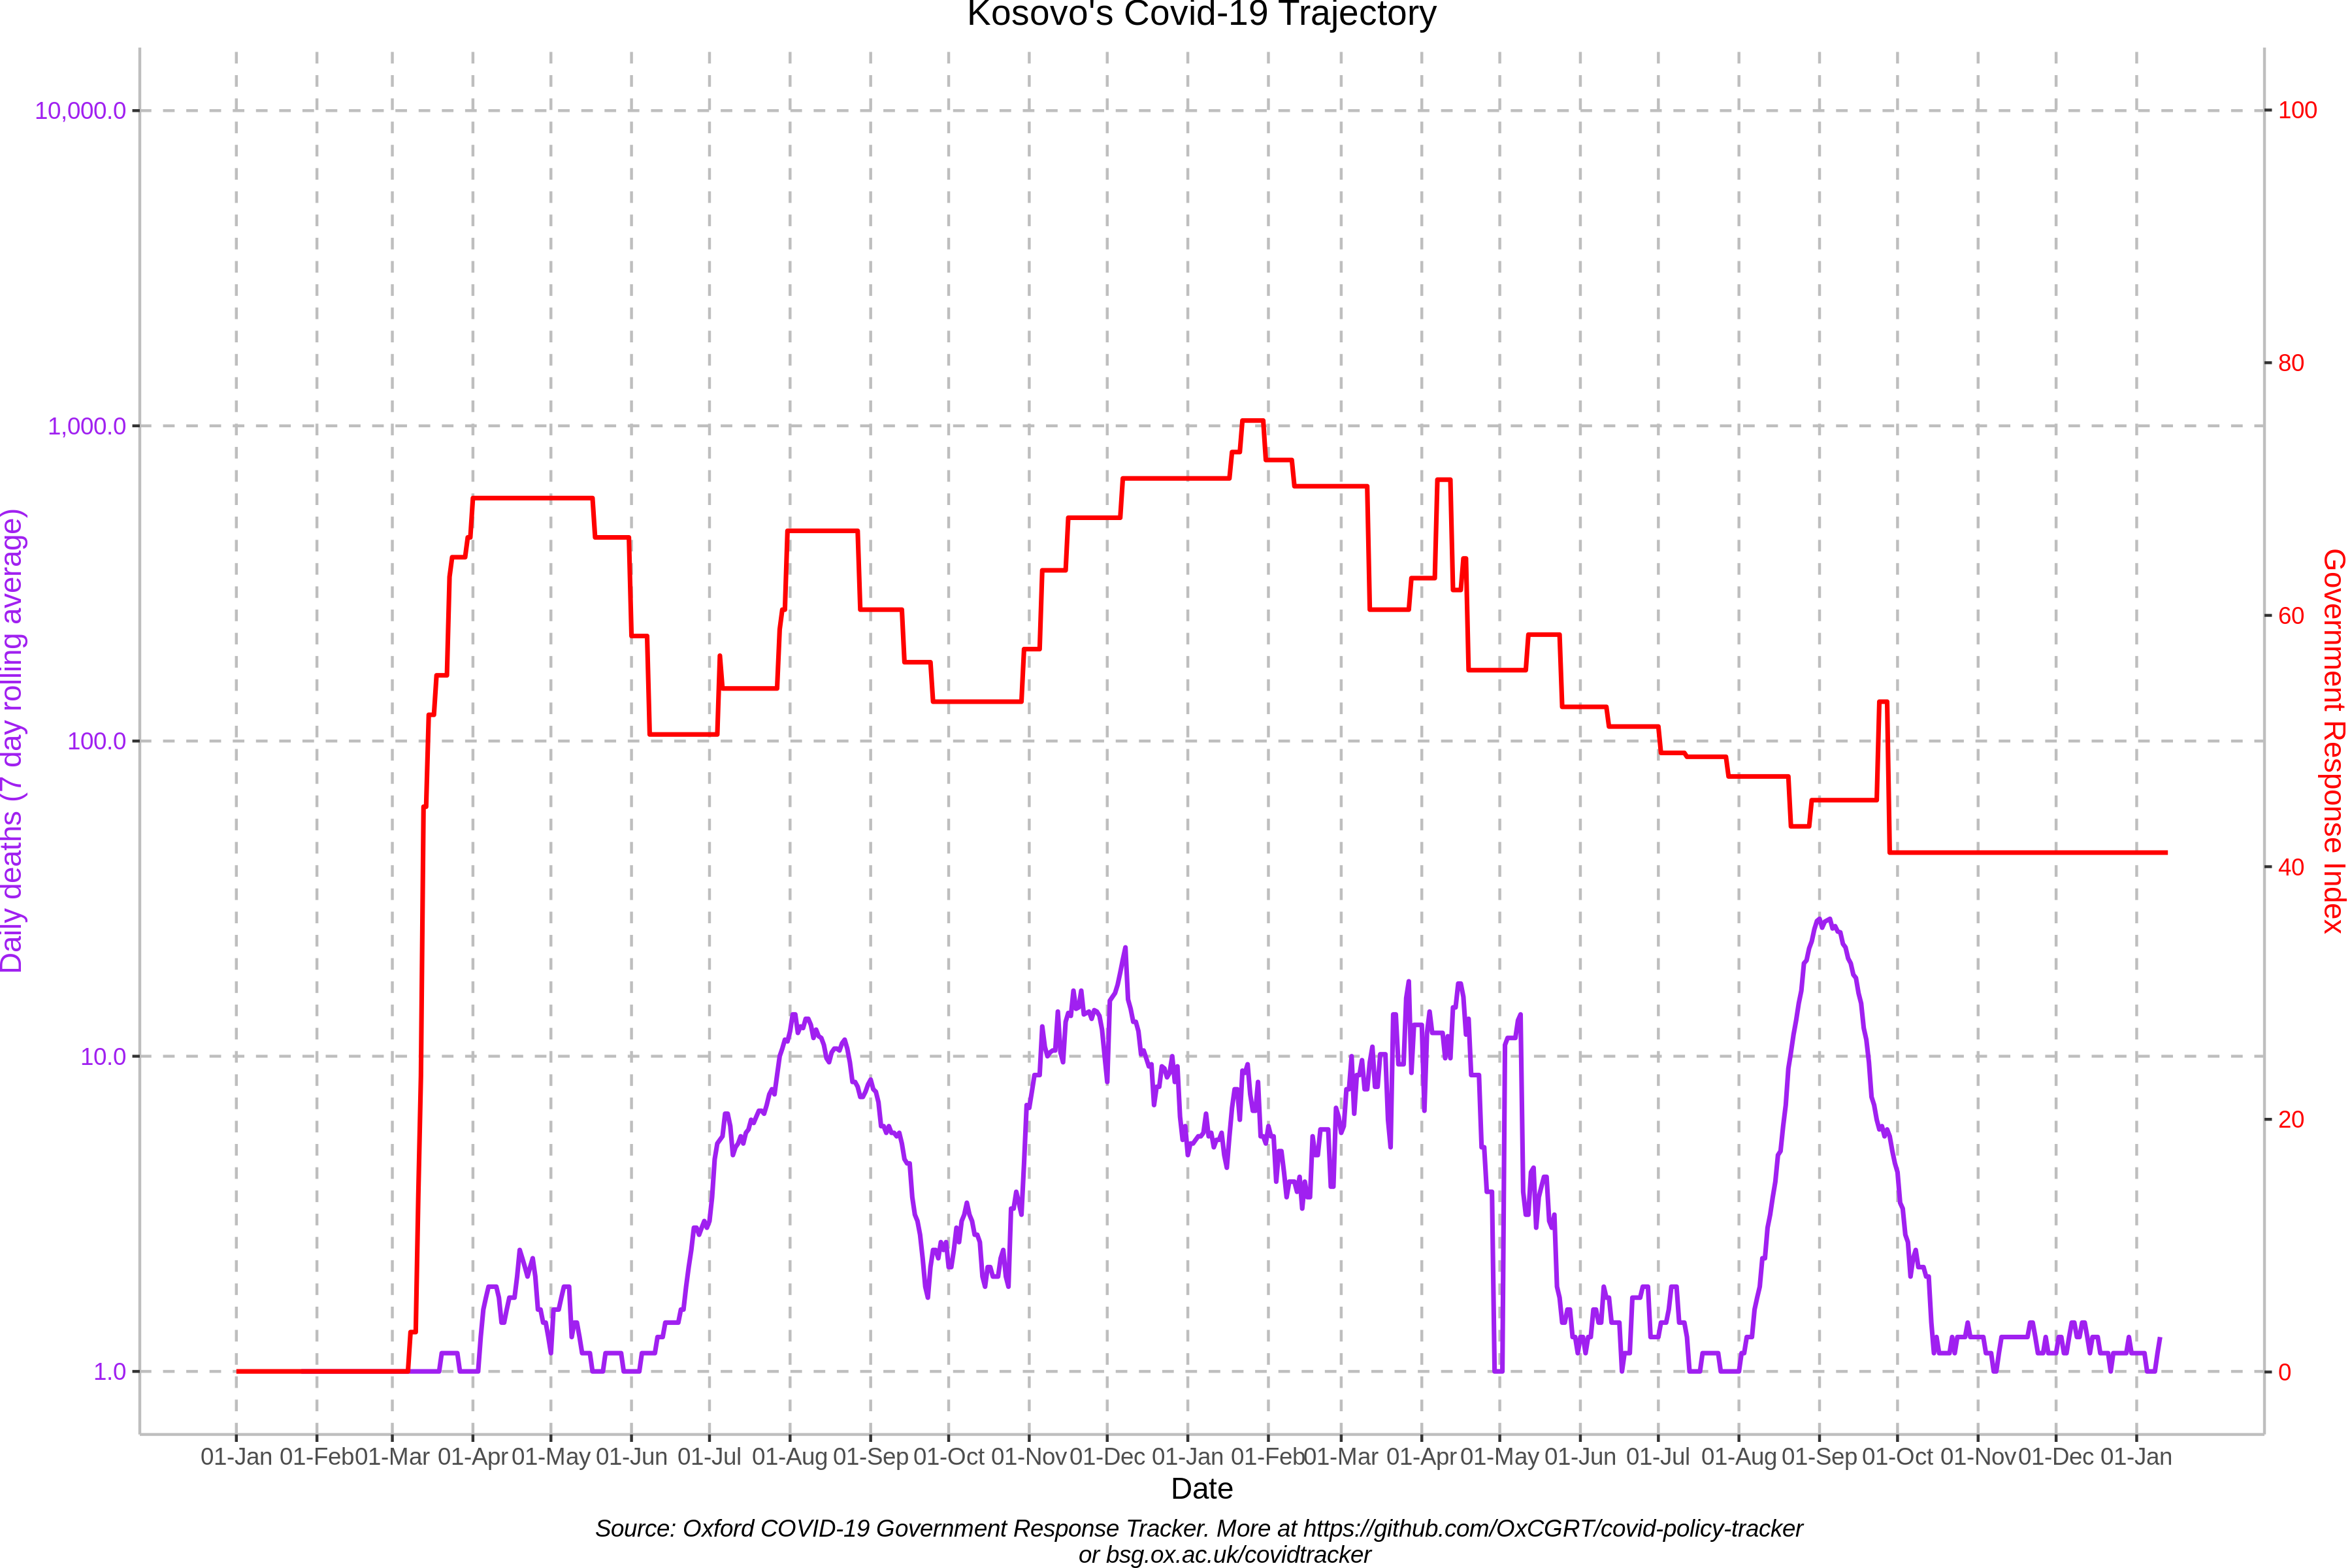 Kosovo's Covid-19 Trajectory
10,000.0
1,000.0
100.0
10.0
1.0
Daily deaths (7 day rolling average)
100
80
60
40
20
0
Government Response Index
01-Jan 01-Feb 01-Mar 01-Apr 01-May 01-Jun 01-Jul 01-Aug 01-Sep 01-Oct 01-Nov 01-Dec 01-Jan 01-Feb 01-Mar 01-Apr 01-May 01-Jun 01-Jul 01-Aug 01-Sep 01-Oct 01-Nov 01-Dec 01-Jan
Date
Source: Oxford COVID-19 Government Response Tracker. More at https://github.com/OxCGRT/covid-policy-tracker
or bsg.ox.ac.uk/covidtracker